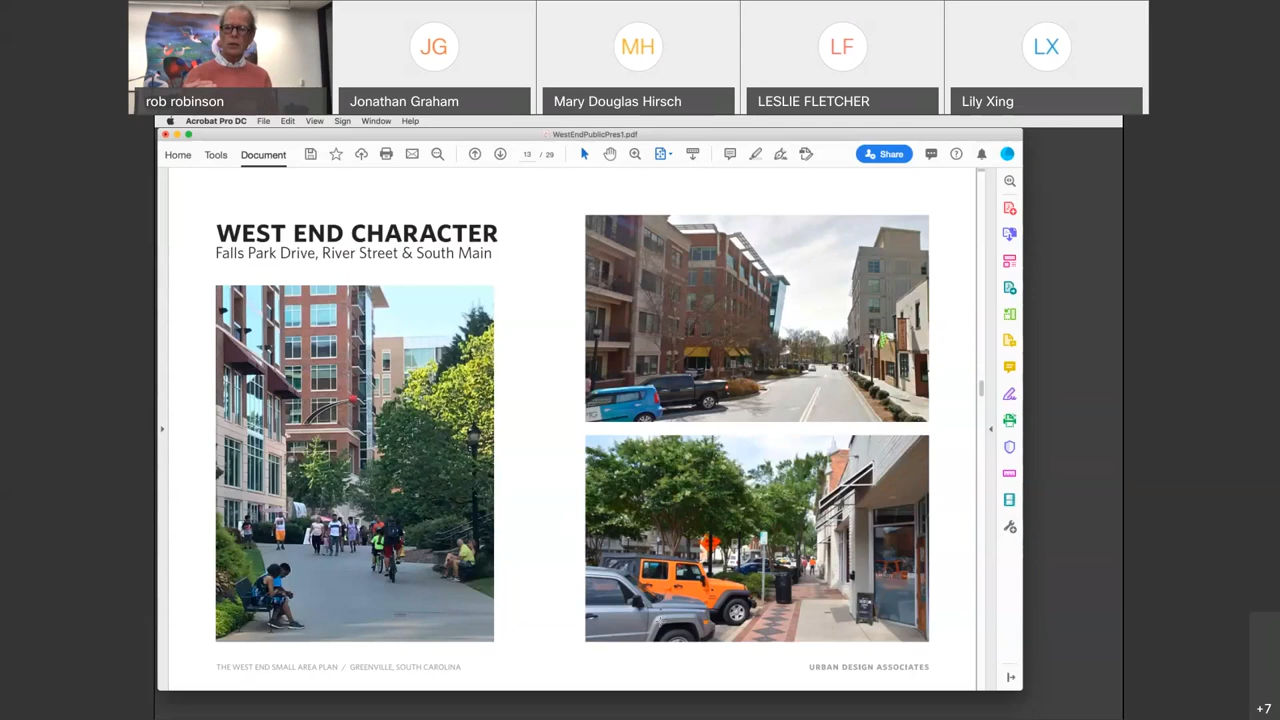 JG
MH
LF
LX
rob robinson
Jonathan Graham
Mary Douglas Hirsch
LESLIE FLETCHER
Lily Xing
Acrobat Pro DC File Edit View Sign Window Help
WestEndPublicPres1.pdf
Home Tools Document 13 / 29 Share
WEST END CHARACTER
Falls Park Drive, River Street & South Main
THE WEST END SMALL AREA PLAN / GREENVILLE, SOUTH CAROLINA
URBAN DESIGN ASSOCIATES
+7